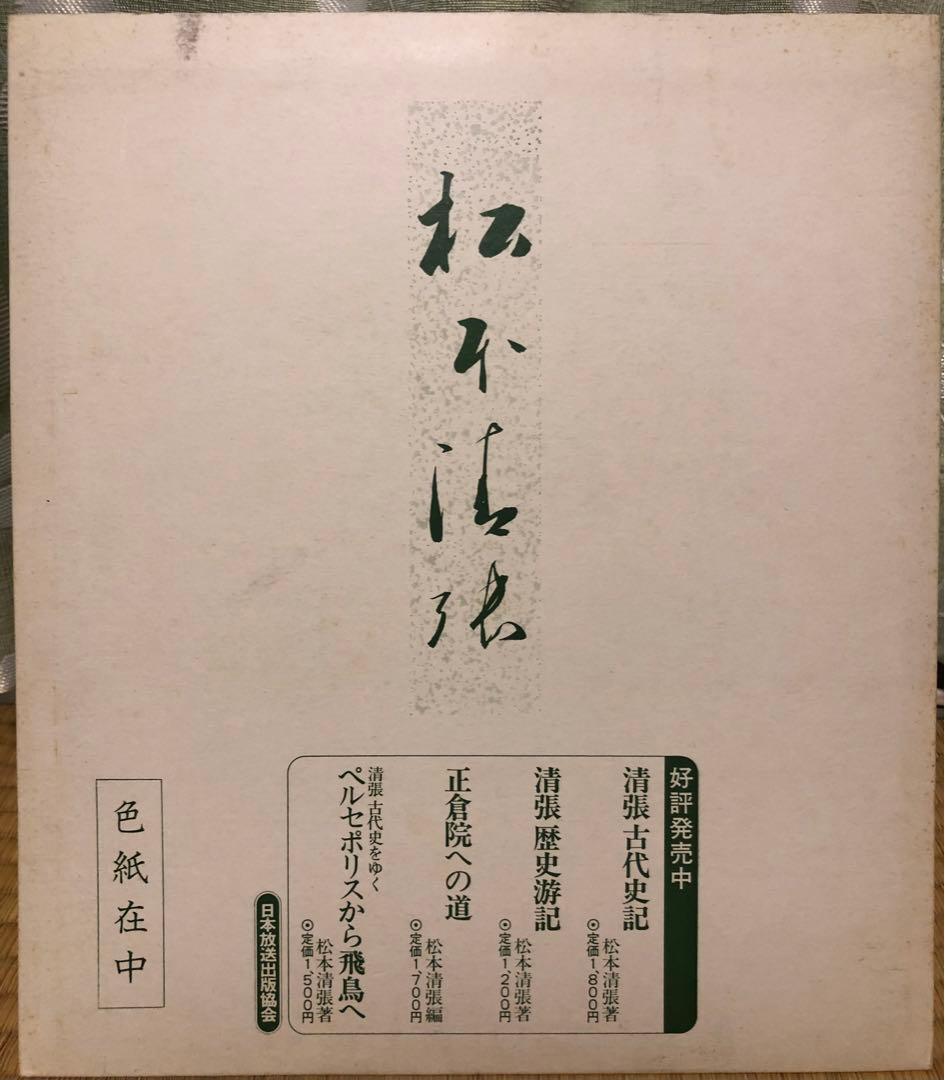 松本清張
好評発売中
清張 古代史記
松本清張著
⊙定価1,800円
清張 歴史游記
松本清張著
⊙定価1,200円
正倉院への道
松本清張編
⊙定価1,700円
清張 古代史をゆく
ペルセポリスから飛鳥へ
松本清張著
⊙定価1,500円
日本放送出版協会
色紙在中